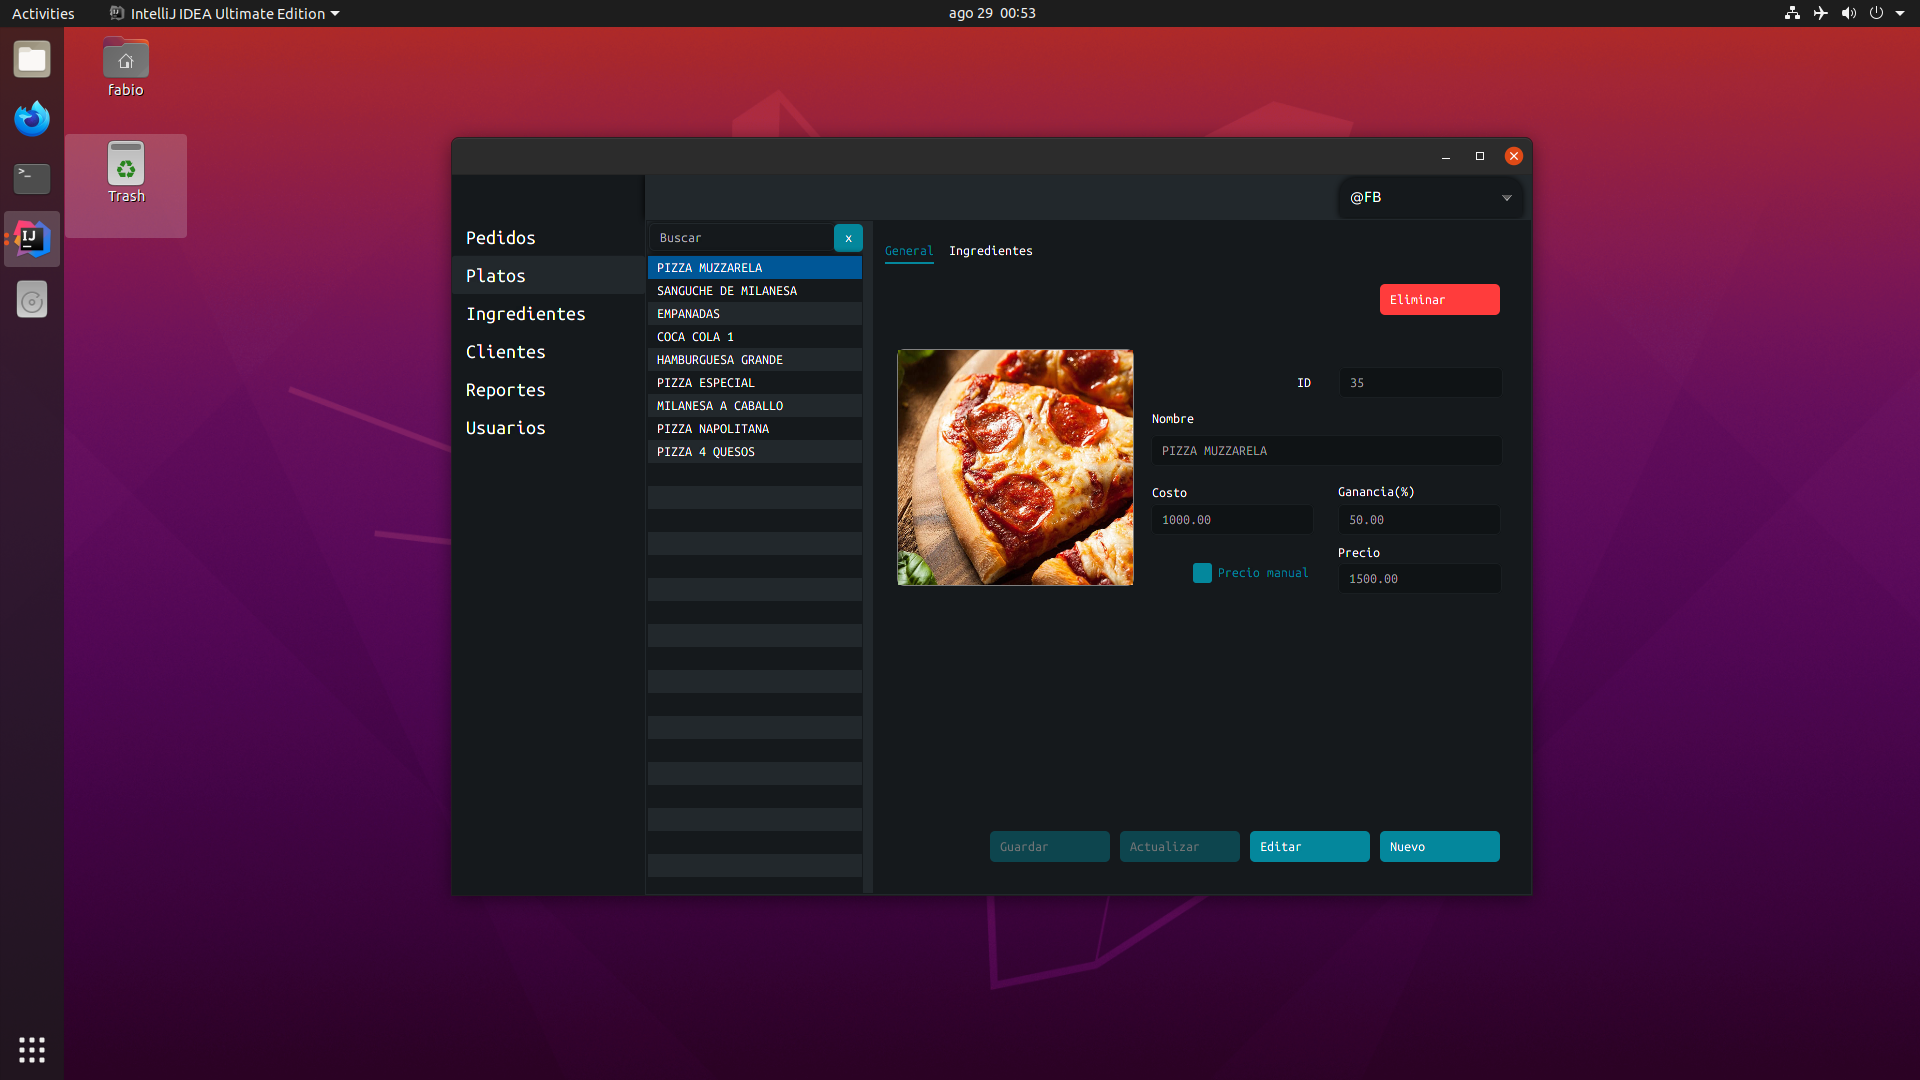 Activities
IntelliJ IDEA Ultimate Edition
ago 29 00:53
fabio
Trash
>_
IJ
@FB
Pedidos
Platos
Ingredientes
Clientes
Reportes
Usuarios
Buscar
x
PIZZA MUZZARELA
SANGUCHE DE MILANESA
EMPANADAS
COCA COLA 1
HAMBURGUESA GRANDE
PIZZA ESPECIAL
MILANESA A CABALLO
PIZZA NAPOLITANA
PIZZA 4 QUESOS
General Ingredientes
Eliminar
ID 35
Nombre
PIZZA MUZZARELA
Costo Ganancia(%)
1000.00 50.00
Precio
Precio manual 1500.00
Guardar Actualizar Editar Nuevo